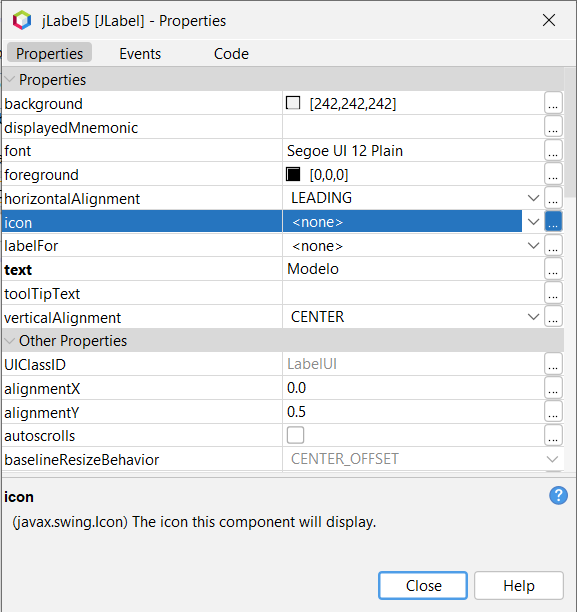 jLabel5 [JLabel] - Properties
Properties Events Code
Properties
background [242,242,242] ...
displayedMnemonic ...
font Segoe UI 12 Plain ...
foreground [0,0,0] ...
horizontalAlignment LEADING ...
icon <none> ...
labelFor <none> ...
text Modelo ...
toolTipText ...
verticalAlignment CENTER ...
Other Properties
UIClassID LabelUI ...
alignmentX 0.0 ...
alignmentY 0.5 ...
autoscrolls ...
baselineResizeBehavior CENTER_OFFSET
icon ?
(javax.swing.Icon) The icon this component will display.
Close Help